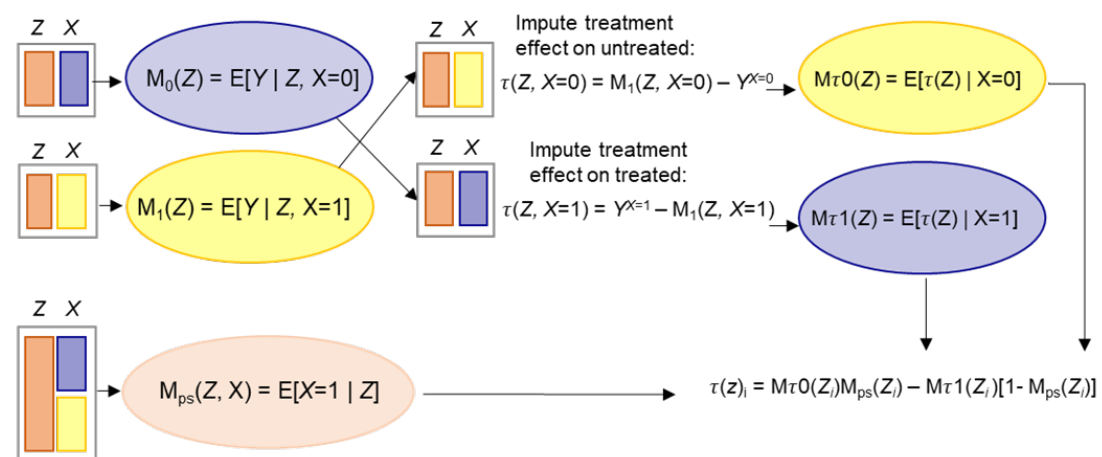 Z X
M₀(Z) = E[Y | Z, X=0]
Z X
Impute treatment
effect on untreated:
τ(Z, X=0) = M₁(Z, X=0) – Yˣ⁼⁰
Mτ0(Z) = E[τ(Z) | X=0]
Z X
M₁(Z) = E[Y | Z, X=1]
Z X
Impute treatment
effect on treated:
τ(Z, X=1) = Yˣ⁼¹ – M₁(Z, X=1)
Mτ1(Z) = E[τ(Z) | X=1]
Z X
Mps(Z, X) = E[X=1 | Z]
τ(z)i = Mτ0(Zi)Mps(Zi) – Mτ1(Zi)[1- Mps(Zi)]